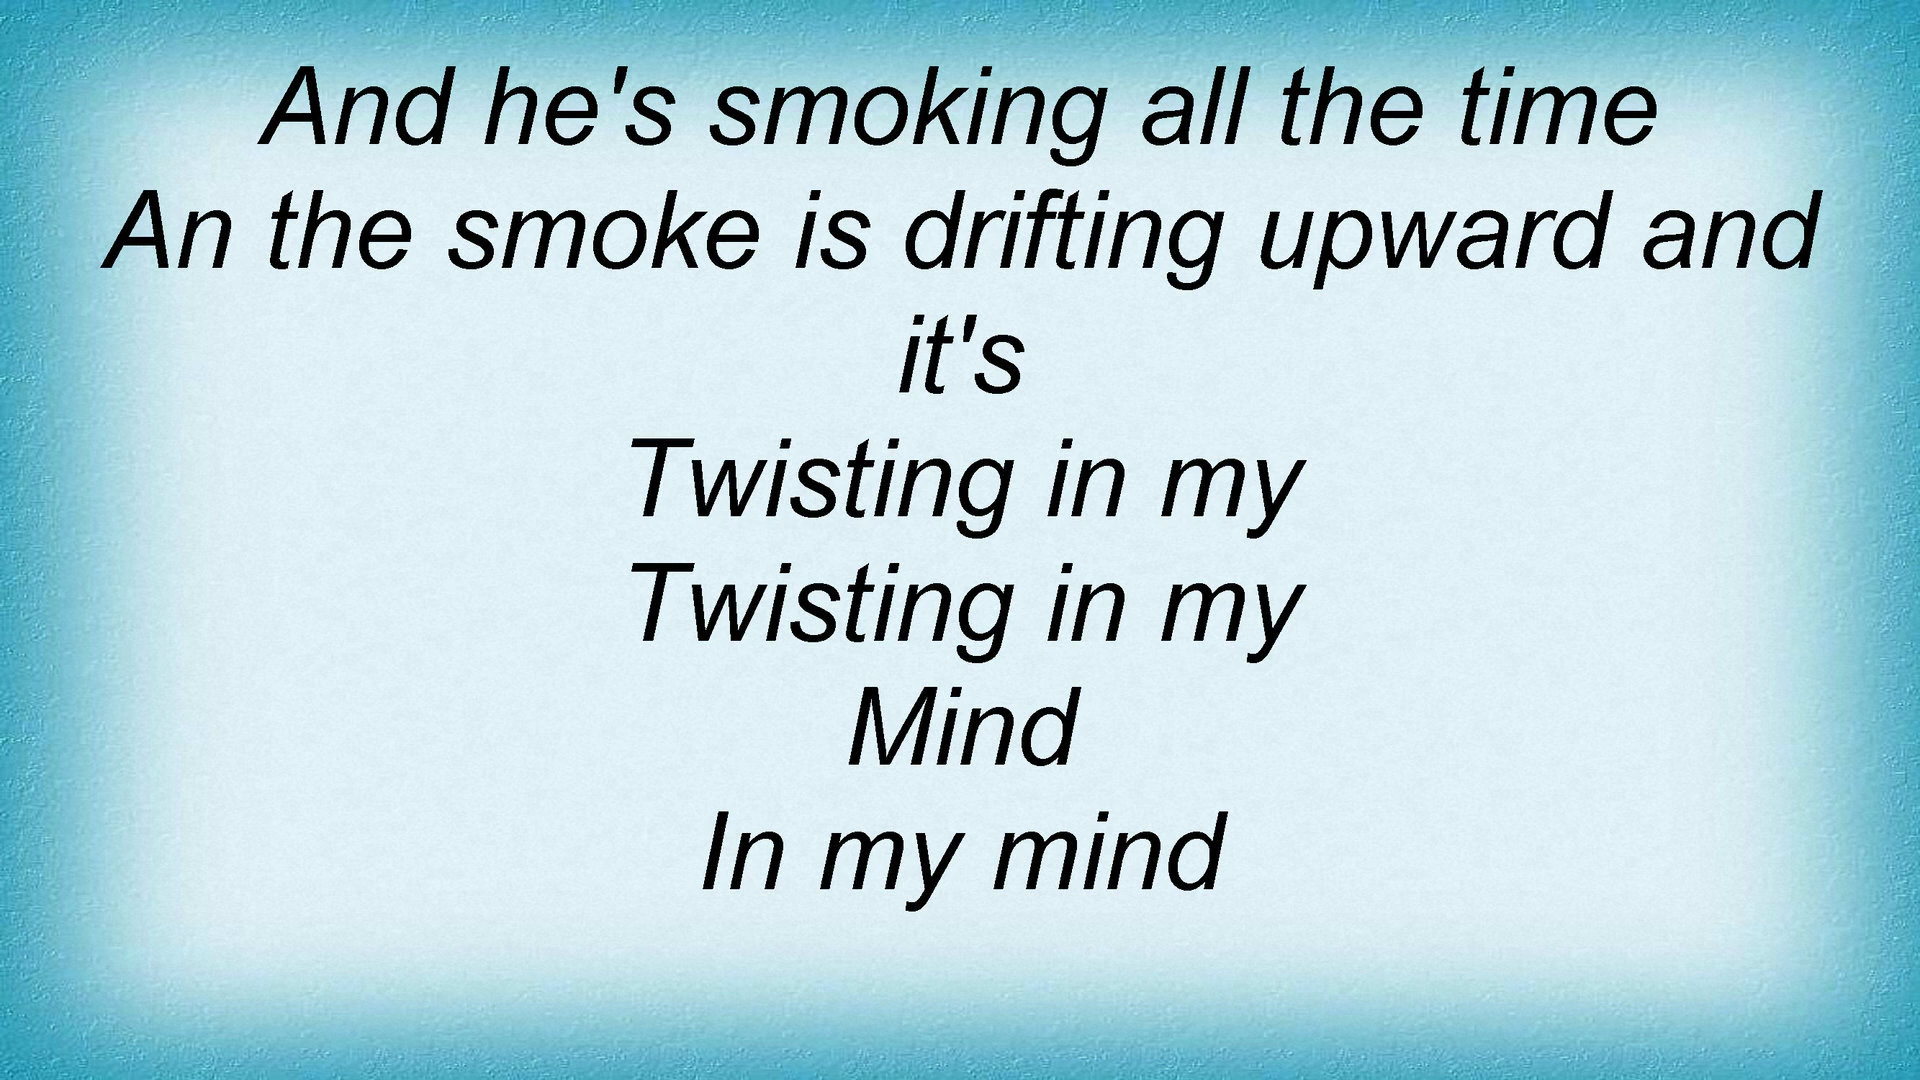 And he's smoking all the time
An the smoke is drifting upward and
it's
Twisting in my
Twisting in my
Mind
In my mind